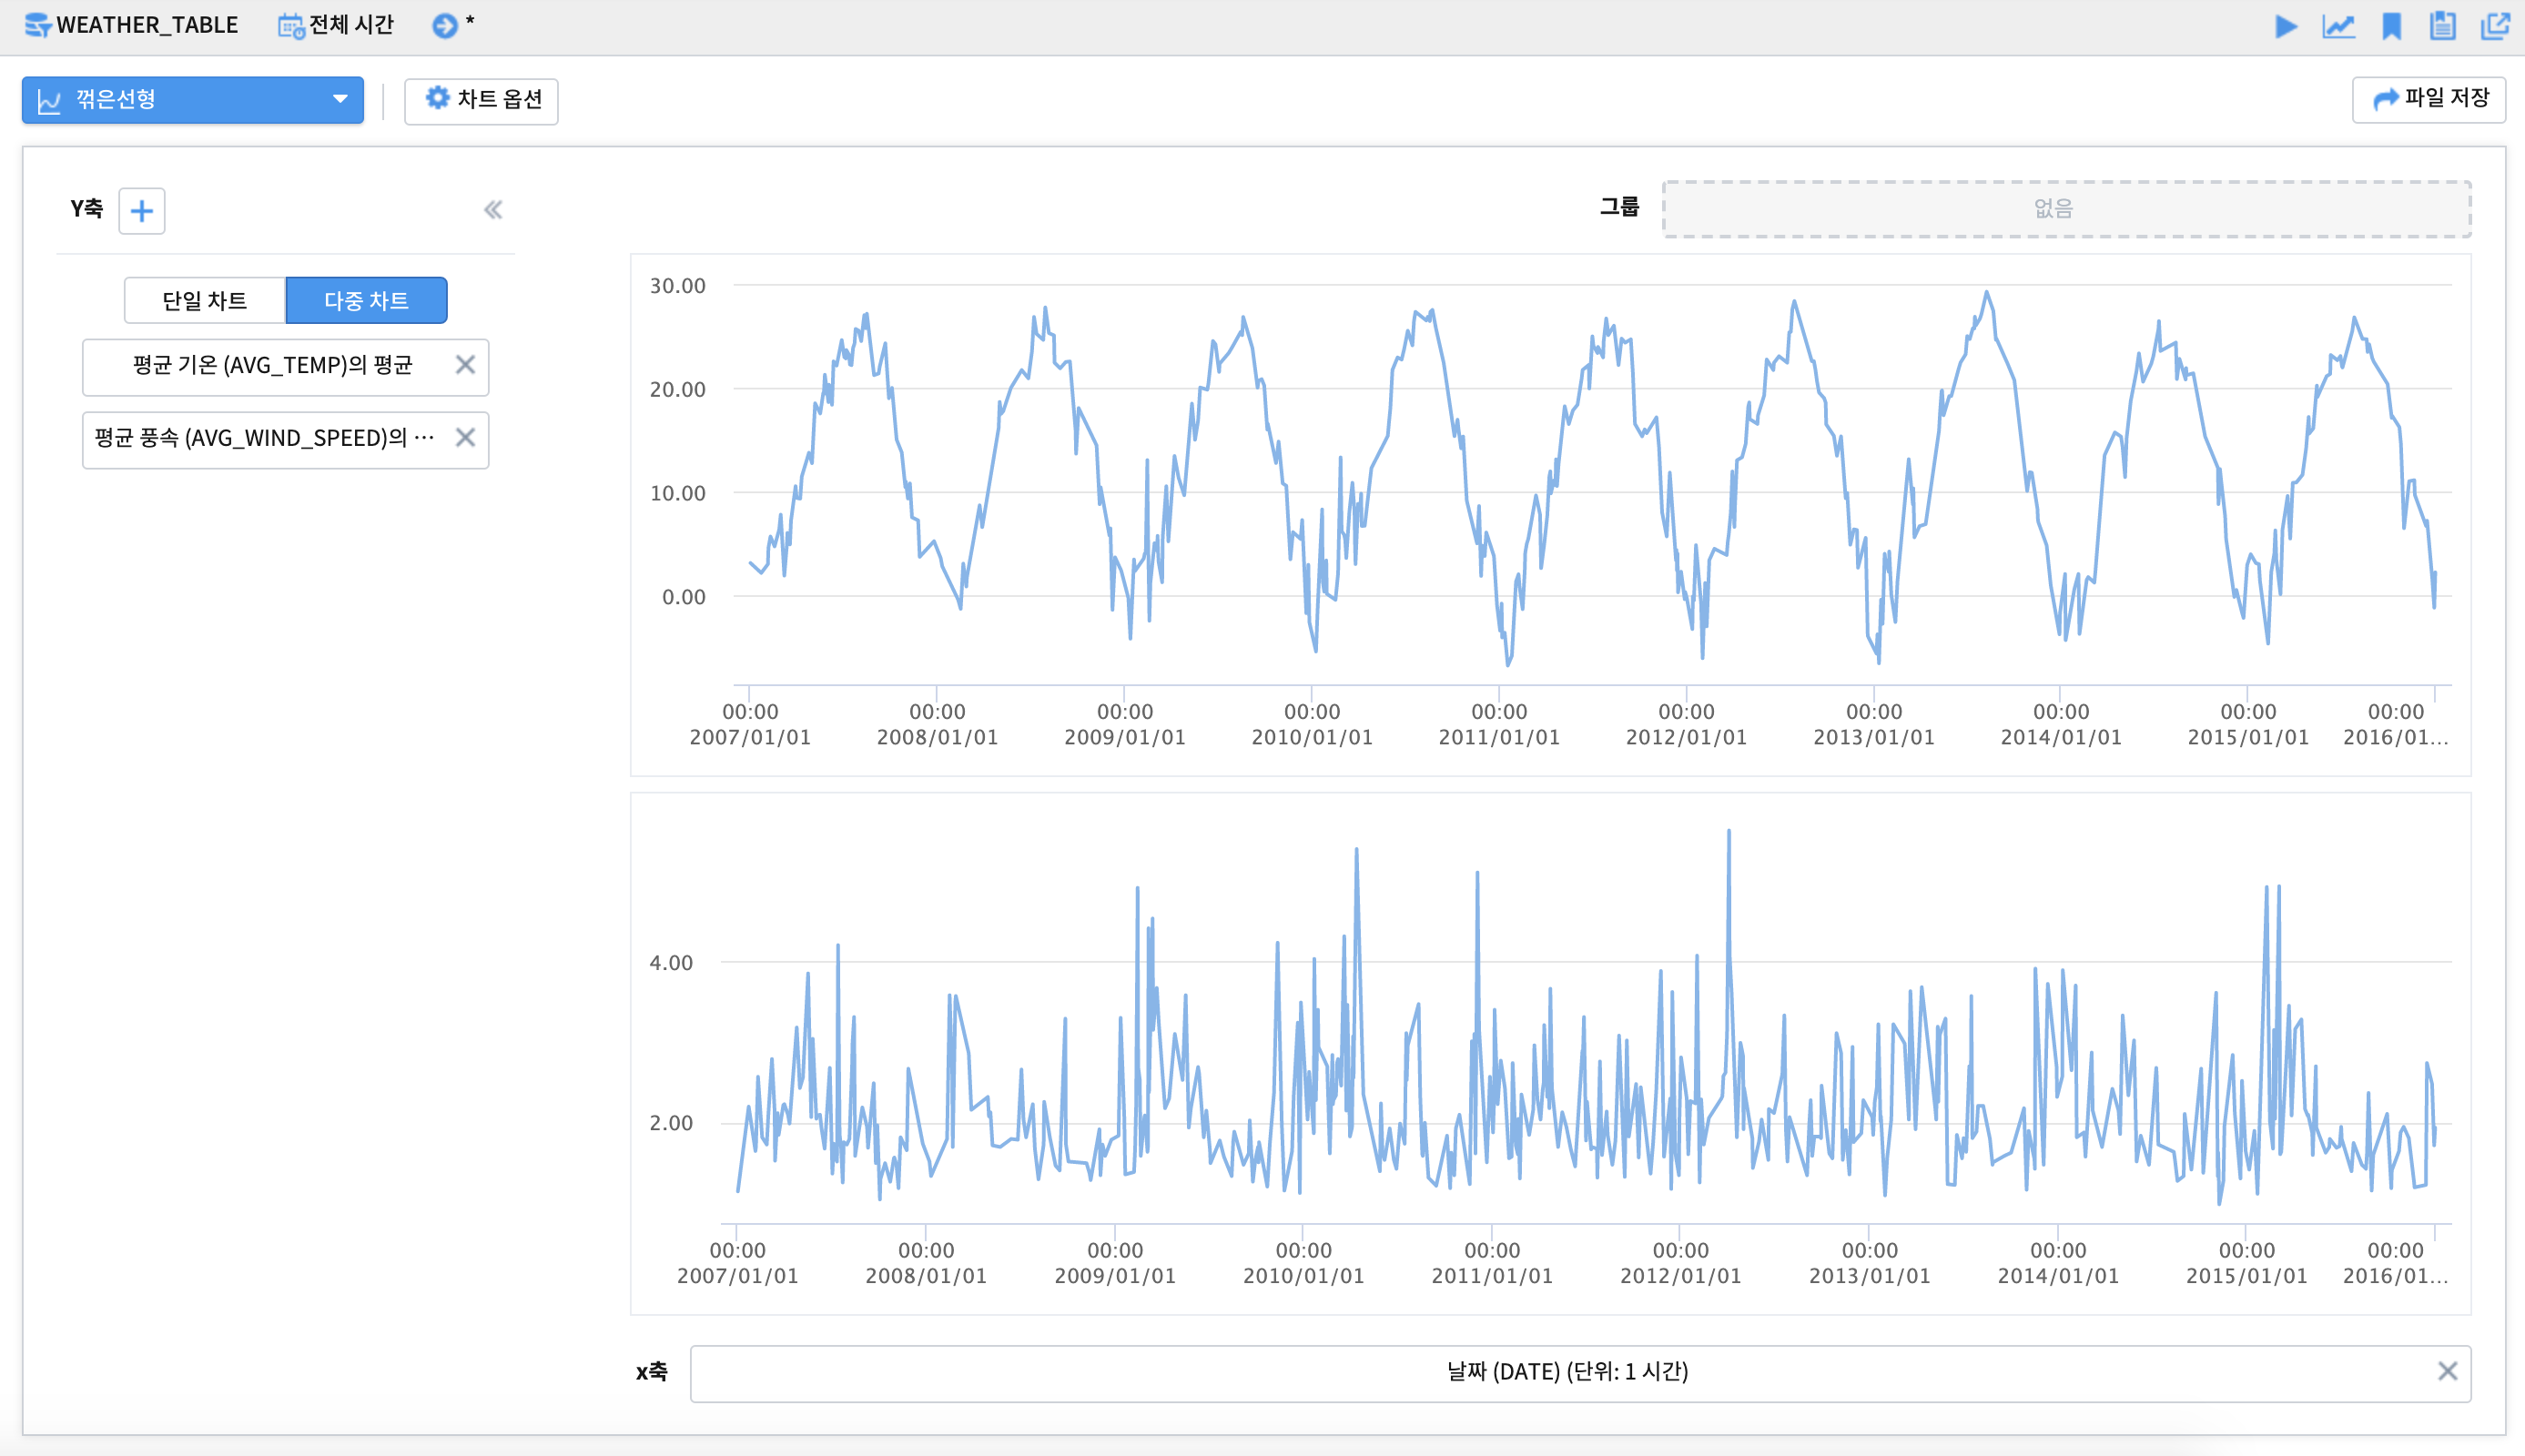 WEATHER_TABLE 전체 시간 *
꺾은선형 차트 옵션 파일 저장
Y축
그룹 없음
단일 차트 다중 차트
평균 기온 (AVG_TEMP)의 평균
평균 풍속 (AVG_WIND_SPEED)의 ···
30.00
20.00
10.00
0.00
00:00 00:00 00:00 00:00 00:00 00:00 00:00 00:00 00:00 00:00
2007/01/01 2008/01/01 2009/01/01 2010/01/01 2011/01/01 2012/01/01 2013/01/01 2014/01/01 2015/01/01 2016/01...
4.00
2.00
00:00 00:00 00:00 00:00 00:00 00:00 00:00 00:00 00:00 00:00
2007/01/01 2008/01/01 2009/01/01 2010/01/01 2011/01/01 2012/01/01 2013/01/01 2014/01/01 2015/01/01 2016/01...
x축 날짜 (DATE) (단위: 1 시간)